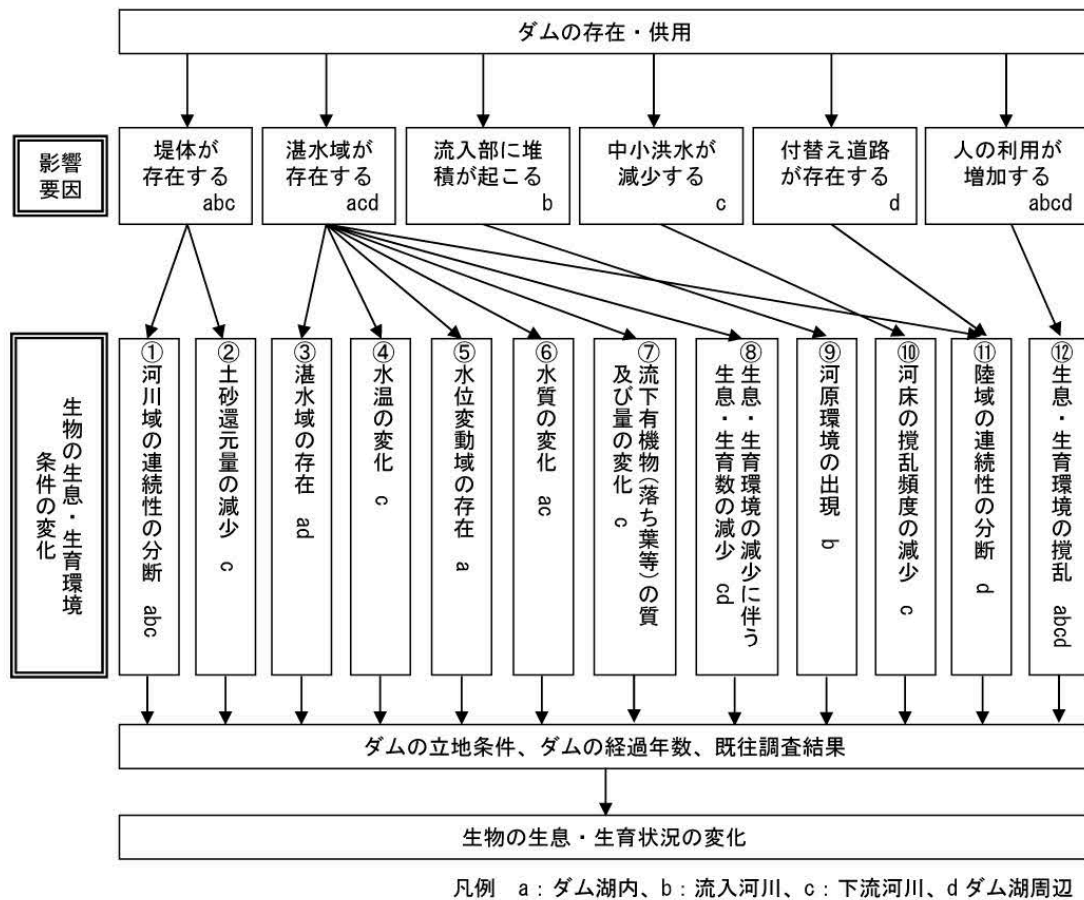 ダムの存在・供用
影響
要因
堤体が
存在する
abc
湛水域が
存在する
acd
流入部に堆
積が起こる
b
中小洪水が
減少する
c
付替え道路
が存在する
d
人の利用が
増加する
abcd
生物の生息・生育環境
条件の変化
①河川域の連続性の分断 abc
②土砂還元量の減少 c
③湛水域の存在 ad
④水温の変化 c
⑤水位変動域の存在 a
⑥水質の変化 ac
⑦流下有機物(落ち葉等)の質
及び量の変化 c
⑧生息・生育環境の減少に伴う
生息・生育数の減少 cd
⑨河原環境の出現 b
⑩河床の撹乱頻度の減少 c
⑪陸域の連続性の分断 d
⑫生息・生育環境の撹乱 abcd
ダムの立地条件、ダムの経過年数、既往調査結果
生物の生息・生育状況の変化
凡例 a：ダム湖内、b：流入河川、c：下流河川、d ダム湖周辺